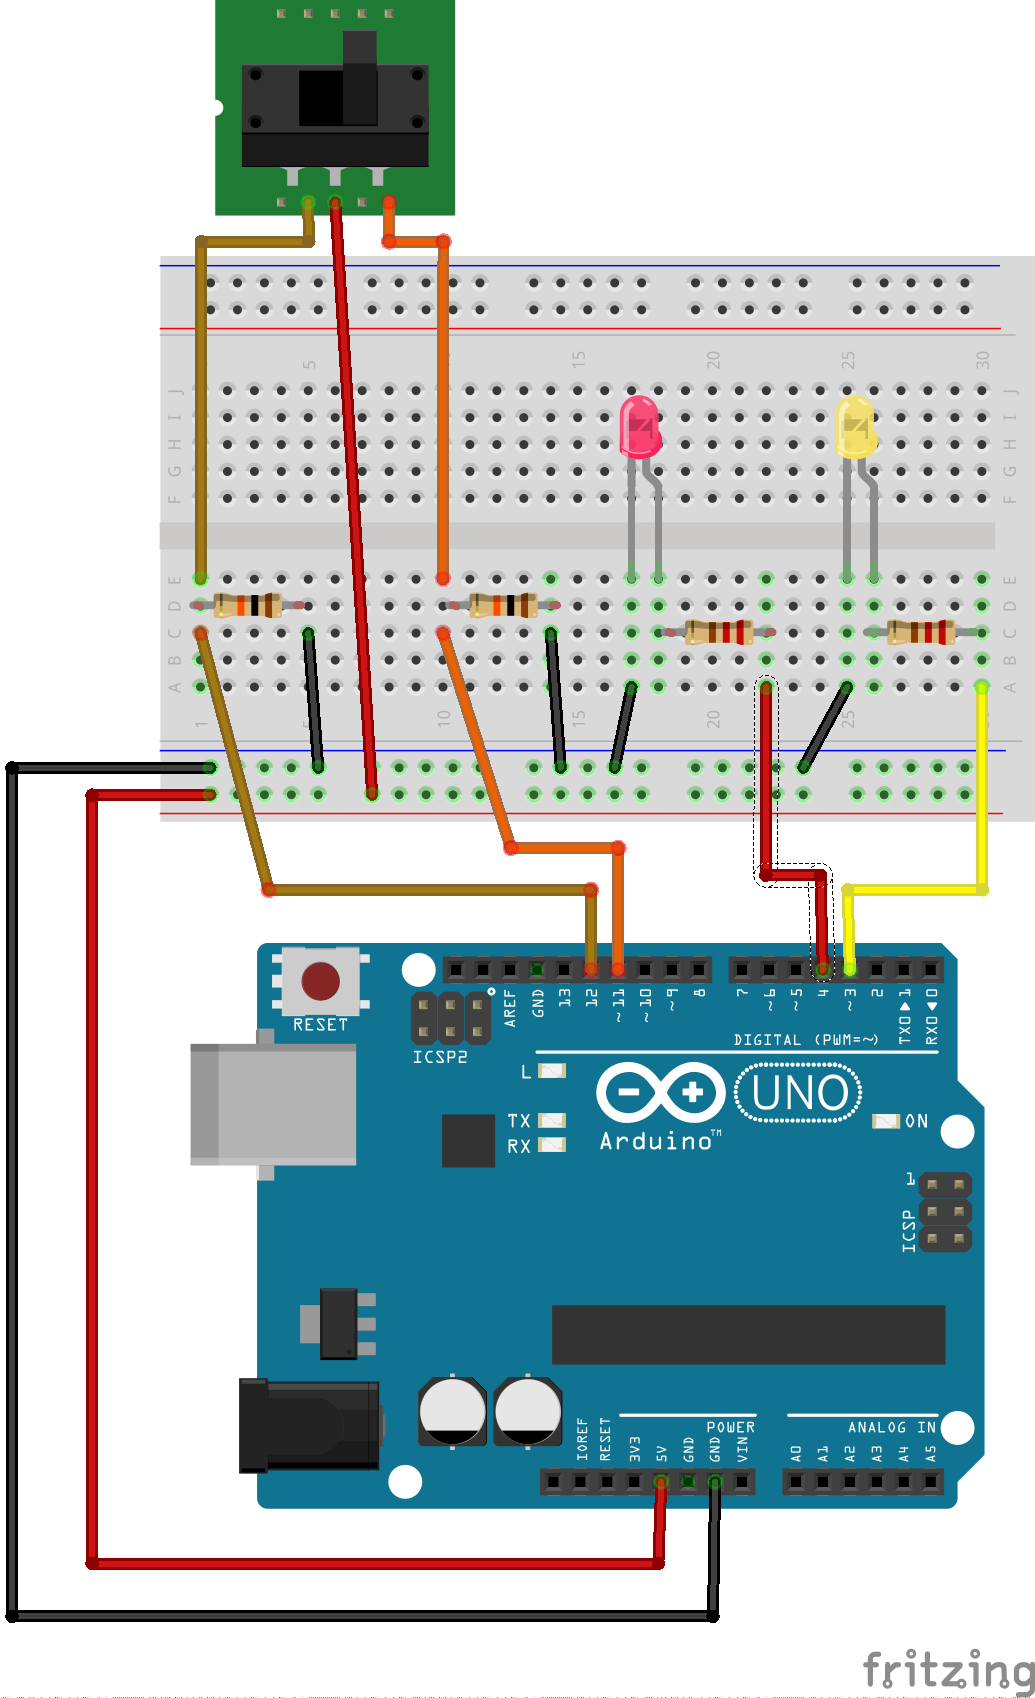 5 15 20 25 30
J J
I I
H H
G G
F F
E E
D D
C C
B B
A A
1 5 10 15 20 25
RESET
ICSP2
AREF
GND
13
12
~11
~10
~9
8
7
~6
~5
4
~3
2
TX0 1
RX0 0
DIGITAL (PWM=~)
L
TX
RX
UNO
Arduino™
ON
1
ICSP
POWER
ANALOG IN
IOREF
RESET
3V3
5V
GND
GND
VIN
A0
A1
A2
A3
A4
A5
fritzing